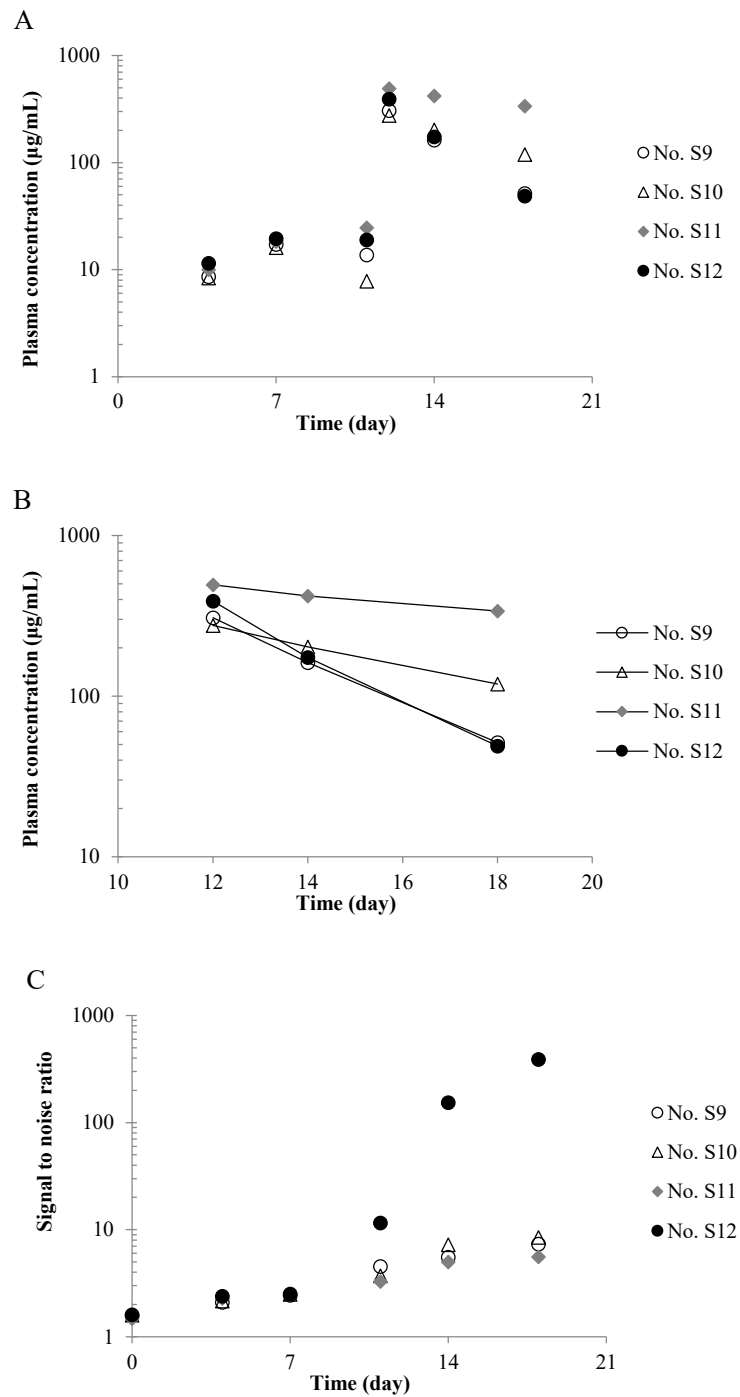 A
Plasma concentration (µg/mL)
1000
100
10
1
0
7
14
21
Time (day)
No. S9
No. S10
No. S11
No. S12
B
Plasma concentration (µg/mL)
1000
100
10
10
12
14
16
18
20
Time (day)
No. S9
No. S10
No. S11
No. S12
C
Signal to noise ratio
1000
100
10
1
0
7
14
21
Time (day)
No. S9
No. S10
No. S11
No. S12